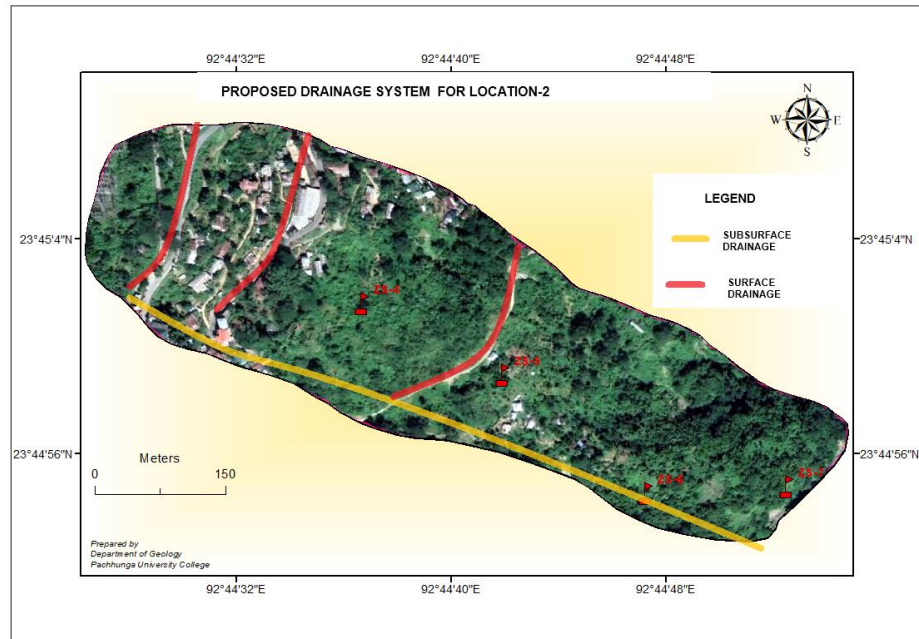 92°44'32"E 92°44'40"E 92°44'48"E
PROPOSED DRAINAGE SYSTEM FOR LOCATION-2
N
W E
S
LEGEND
SUBSURFACE
DRAINAGE
SURFACE
DRAINAGE
23°45'4"N 23°45'4"N
ZS-4
23°44'56"N 23°44'56"N
Meters
0 150
Prepared by
Department of Geology
Pachhunga University College
92°44'32"E 92°44'40"E 92°44'48"E